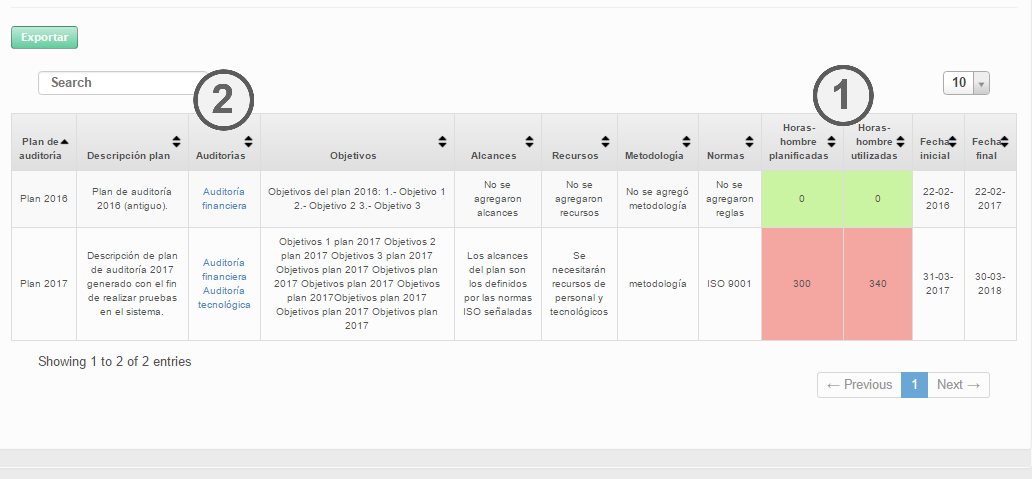 Exportar
Search
2
1
10
Plan de
auditoría
Descripción plan
Auditorías
Objetivos
Alcances
Recursos
Metodología
Normas
Horas-
hombre
planificadas
Horas-
hombre
utilizadas
Fecha
inicial
Fecha
final
Plan 2016
Plan de auditoría
2016 (antiguo).
Auditoría
financiera
Objetivos del plan 2016: 1.- Objetivo 1
2.- Objetivo 2 3.- Objetivo 3
No se
agregaron
alcances
No se
agregaron
recursos
No se agregó
metodología
No se
agregaron
reglas
0
0
22-02-
2016
22-02-
2017
Plan 2017
Descripción de plan
de auditoría 2017
generado con el fin
de realizar pruebas
en el sistema.
Auditoría
financiera
Auditoría
tecnológica
Objetivos 1 plan 2017 Objetivos 2
plan 2017 Objetivos 3 plan 2017
Objetivos plan 2017 Objetivos plan
2017 Objetivos plan 2017 Objetivos
plan 2017Objetivos plan 2017
Objetivos plan 2017 Objetivos plan
2017
Los alcances
del plan son
los definidos
por las normas
ISO señaladas
Se
necesitarán
recursos de
personal y
tecnológicos
metodología
ISO 9001
300
340
31-03-
2017
30-03-
2018
Showing 1 to 2 of 2 entries
← Previous 1 Next →